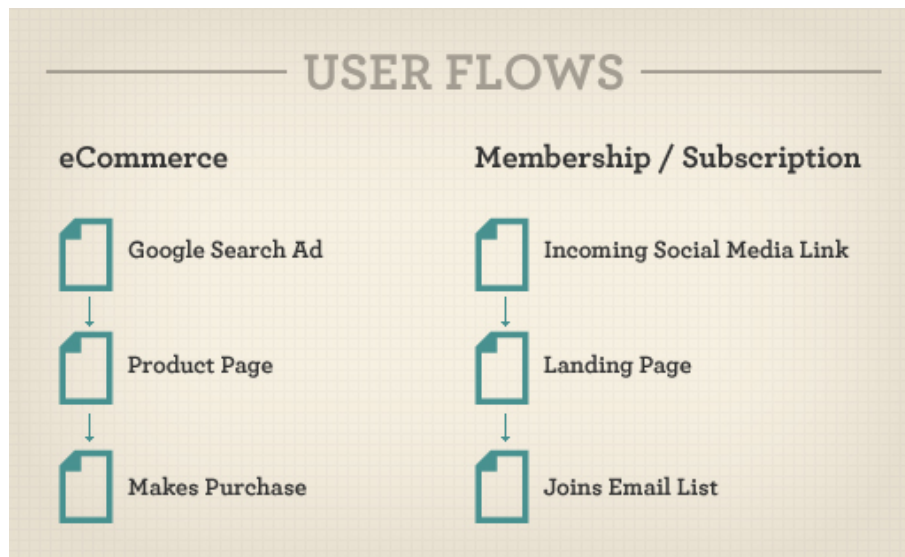 USER FLOWS
eCommerce
Google Search Ad
Product Page
Makes Purchase
Membership / Subscription
Incoming Social Media Link
Landing Page
Joins Email List